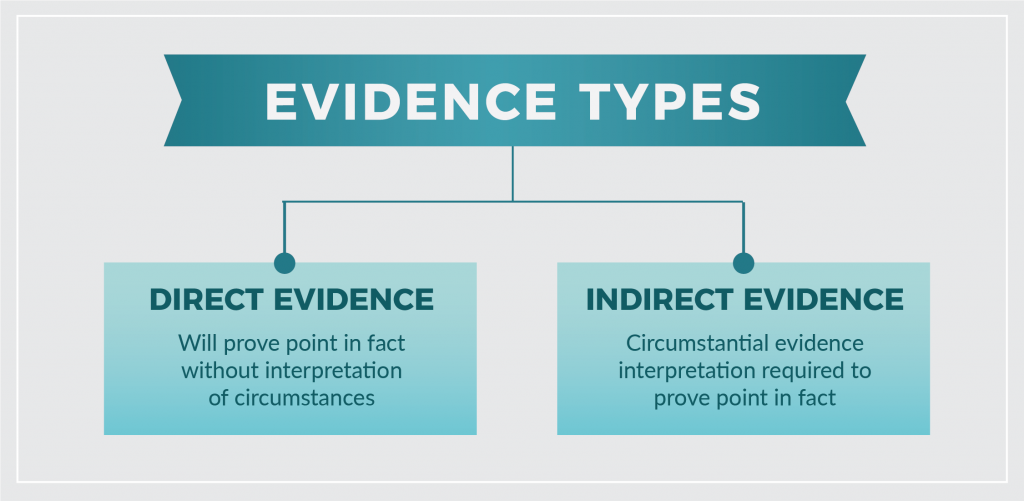 EVIDENCE TYPES
DIRECT EVIDENCE
Will prove point in fact
without interpretation
of circumstances
INDIRECT EVIDENCE
Circumstantial evidence
interpretation required to
prove point in fact